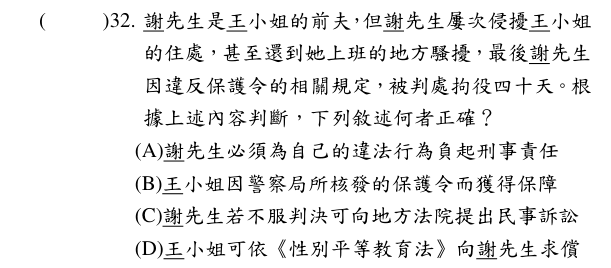 (　　)32. 謝先生是王小姐的前夫，但謝先生屢次侵擾王小姐
的住處，甚至還到她上班的地方騷擾，最後謝先生
因違反保護令的相關規定，被判處拘役四十天。根
據上述內容判斷，下列敘述何者正確？
(A)謝先生必須為自己的違法行為負起刑事責任
(B)王小姐因警察局所核發的保護令而獲得保障
(C)謝先生若不服判決可向地方法院提出民事訴訟
(D)王小姐可依《性別平等教育法》向謝先生求償